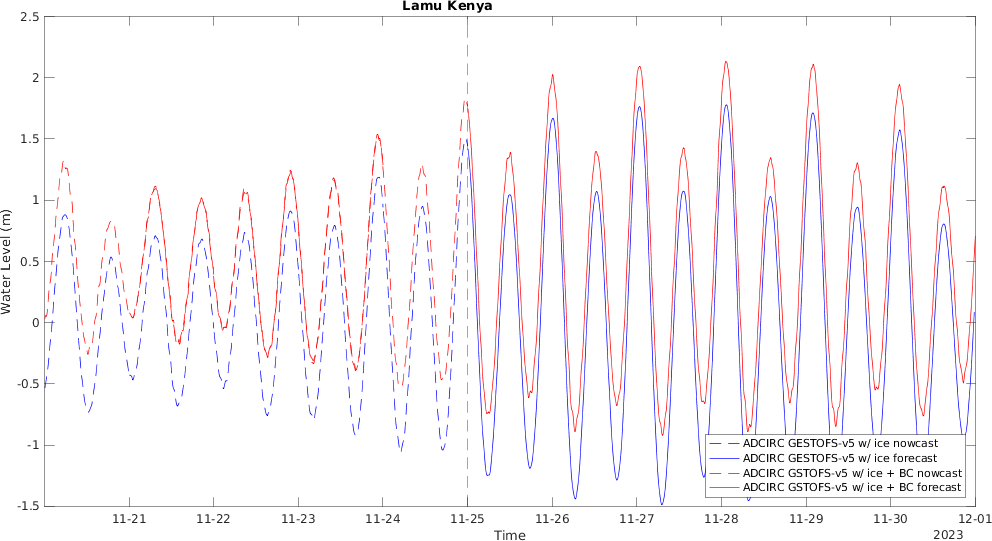 Lamu Kenya
2.5
2
1.5
1
0.5
0
-0.5
-1
-1.5
Water Level (m)
11-21 11-22 11-23 11-24 11-25 11-26 11-27 11-28 11-29 11-30 12-01
Time
2023
ADCIRC GESTOFS-v5 w/ ice nowcast
ADCIRC GESTOFS-v5 w/ ice forecast
ADCIRC GSTOFS-v5 w/ ice + BC nowcast
ADCIRC GSTOFS-v5 w/ ice + BC forecast